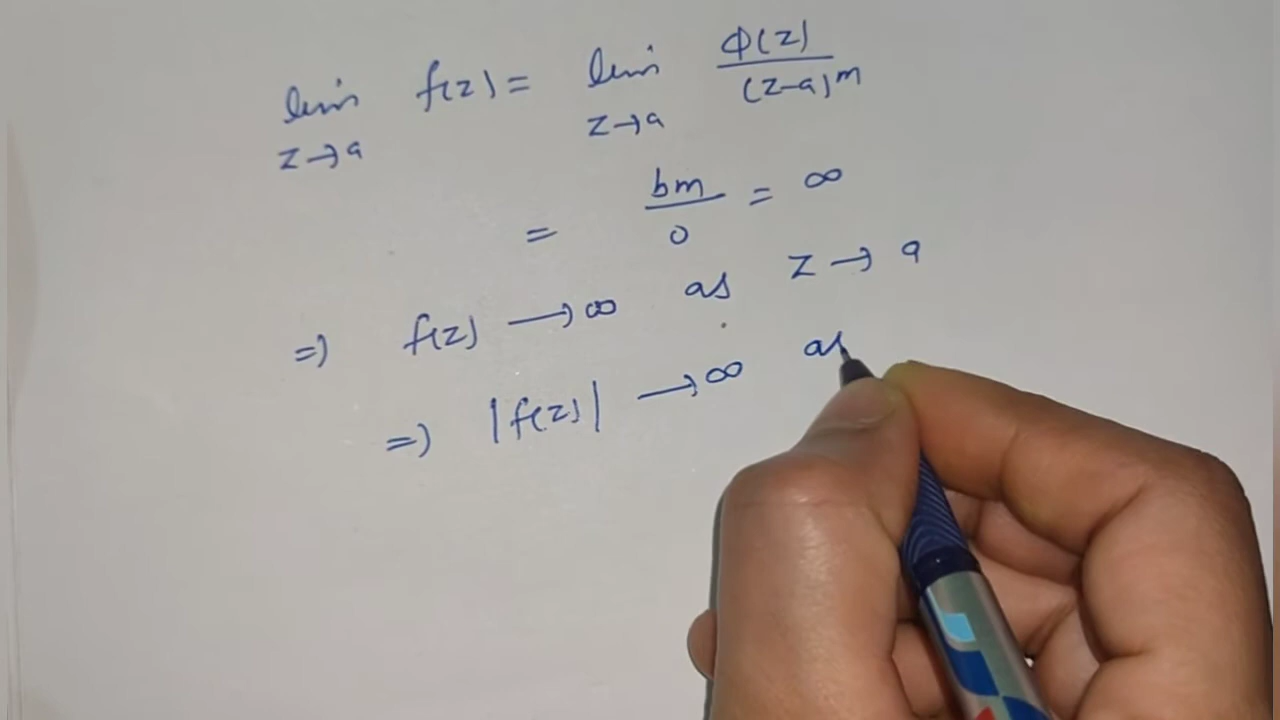 lim f(z) = lim Φ(z)/(z-a)^m
z→a z→a
= bm/0 = ∞
⇒ f(z) → ∞ as z → a
⇒ |f(z)| → ∞ as